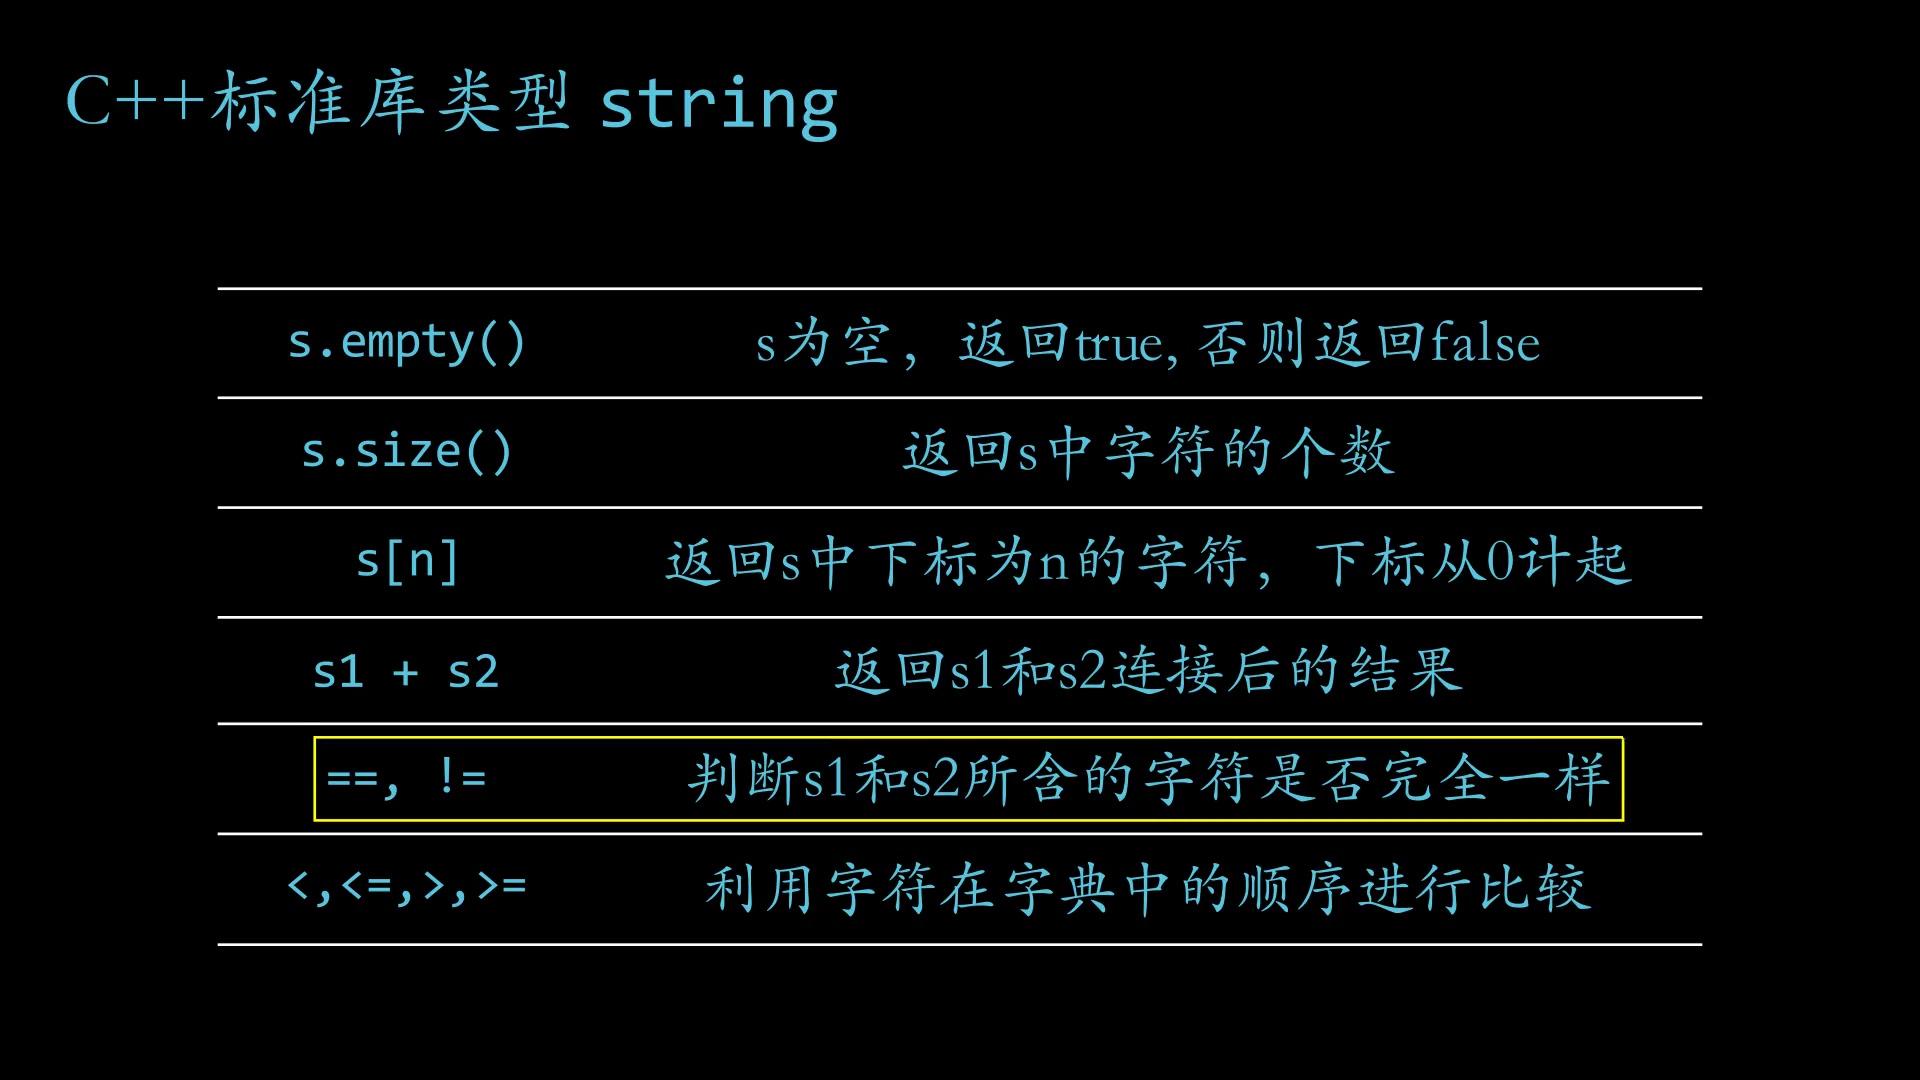 C++标准库类型 string
s.empty() s为空，返回true, 否则返回false
s.size() 返回s中字符的个数
s[n] 返回s中下标为n的字符，下标从0计起
s1 + s2 返回s1和s2连接后的结果
==, != 判断s1和s2所含的字符是否完全一样
<,<=,>,>= 利用字符在字典中的顺序进行比较